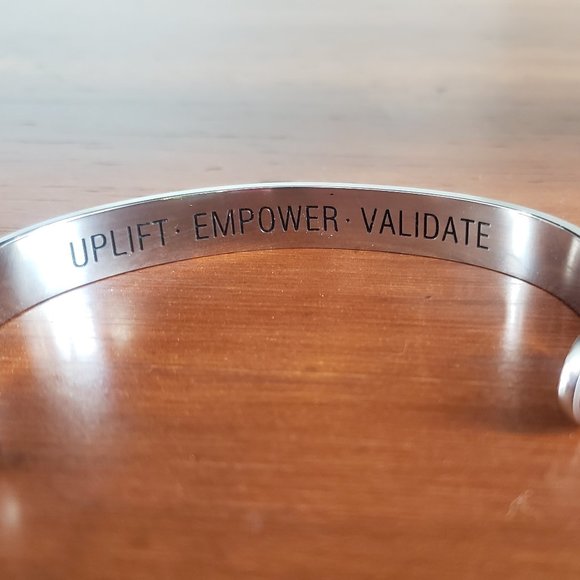 UPLIFT · EMPOWER · VALIDATE